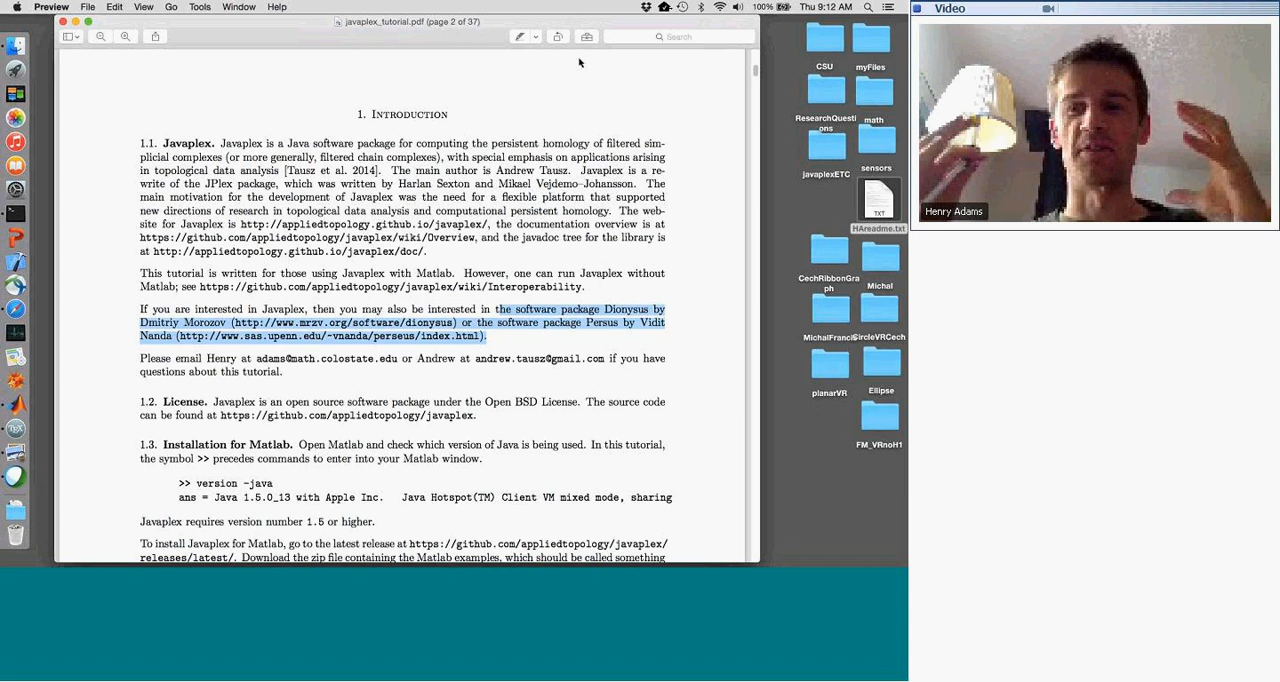 Preview File Edit View Go Tools Window Help
100% Thu 9:12 AM
javaplex_tutorial.pdf (page 2 of 37)
Search
1. Introduction
1.1. Javaplex. Javaplex is a Java software package for computing the persistent homology of filtered sim-
plicial complexes (or more generally, filtered chain complexes), with special emphasis on applications arising
in topological data analysis [Tausz et al. 2014]. The main author is Andrew Tausz. Javaplex is a re-
write of the JPlex package, which was written by Harlan Sexton and Mikael Vejdemo–Johansson. The
main motivation for the development of Javaplex was the need for a flexible platform that supported
new directions of research in topological data analysis and computational persistent homology. The web-
site for Javaplex is http://appliedtopology.github.io/javaplex/, the documentation overview is at
https://github.com/appliedtopology/javaplex/wiki/Overview, and the javadoc tree for the library is
at http://appliedtopology.github.io/javaplex/doc/.
This tutorial is written for those using Javaplex with Matlab. However, one can run Javaplex without
Matlab; see https://github.com/appliedtopology/javaplex/wiki/Interoperability.
If you are interested in Javaplex, then you may also be interested in the software package Dionysus by
Dmitriy Morozov (http://www.mrzv.org/software/dionysus) or the software package Persus by Vidit
Nanda (http://www.sas.upenn.edu/~vnanda/perseus/index.html).
Please email Henry at adams@math.colostate.edu or Andrew at andrew.tausz@gmail.com if you have
questions about this tutorial.
1.2. License. Javaplex is an open source software package under the Open BSD License. The source code
can be found at https://github.com/appliedtopology/javaplex.
1.3. Installation for Matlab. Open Matlab and check which version of Java is being used. In this tutorial,
the symbol >> precedes commands to enter into your Matlab window.
>> version -java
ans = Java 1.5.0_13 with Apple Inc. Java Hotspot(TM) Client VM mixed mode, sharing
Javaplex requires version number 1.5 or higher.
To install Javaplex for Matlab, go to the latest release at https://github.com/appliedtopology/javaplex/
releases/latest/. Download the zip file containing the Matlab examples, which should be called something
CSU
myFiles
ResearchQuesti
ons
math
javaplexETC
sensors
TXT
HAreadme.txt
CechRibbonGra
ph
Michal
MichalFrancis
CircleVRCech
planarVR
Ellipse
FM_VRnoH1
Video
Henry Adams